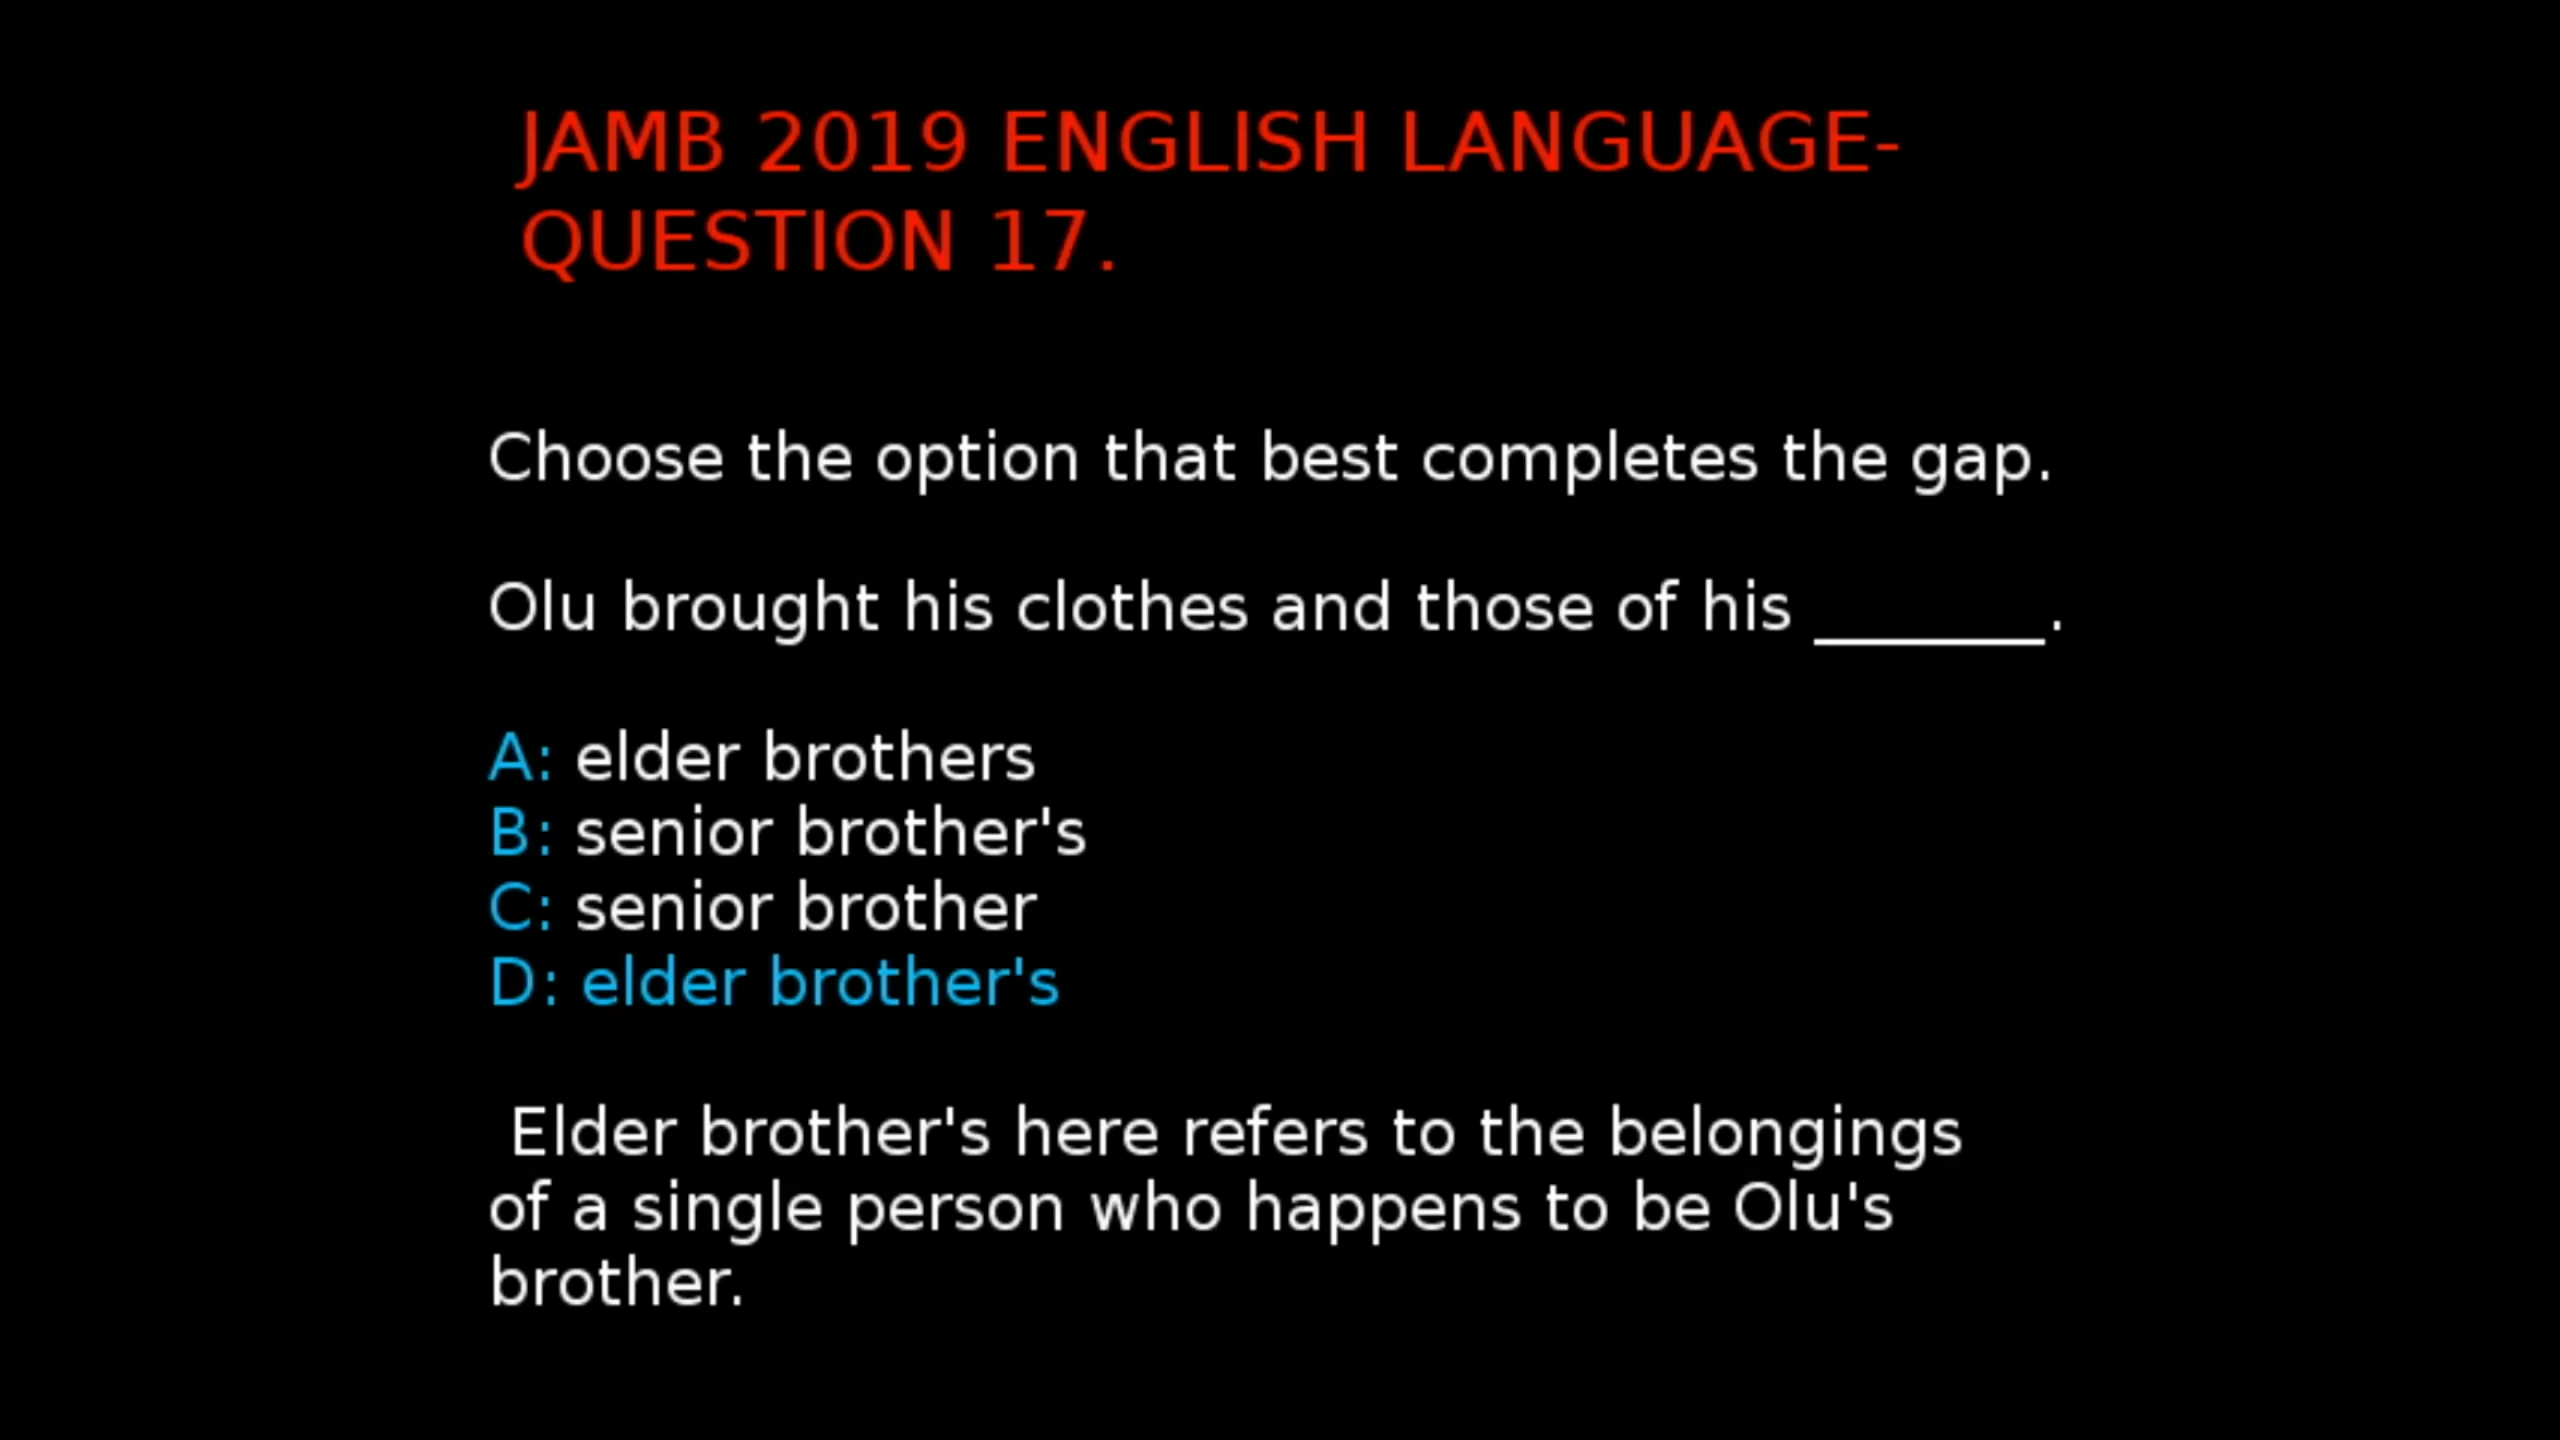 JAMB 2019 ENGLISH LANGUAGE-
QUESTION 17.
Choose the option that best completes the gap.
Olu brought his clothes and those of his _______.
A: elder brothers
B: senior brother's
C: senior brother
D: elder brother's
Elder brother's here refers to the belongings
of a single person who happens to be Olu's
brother.